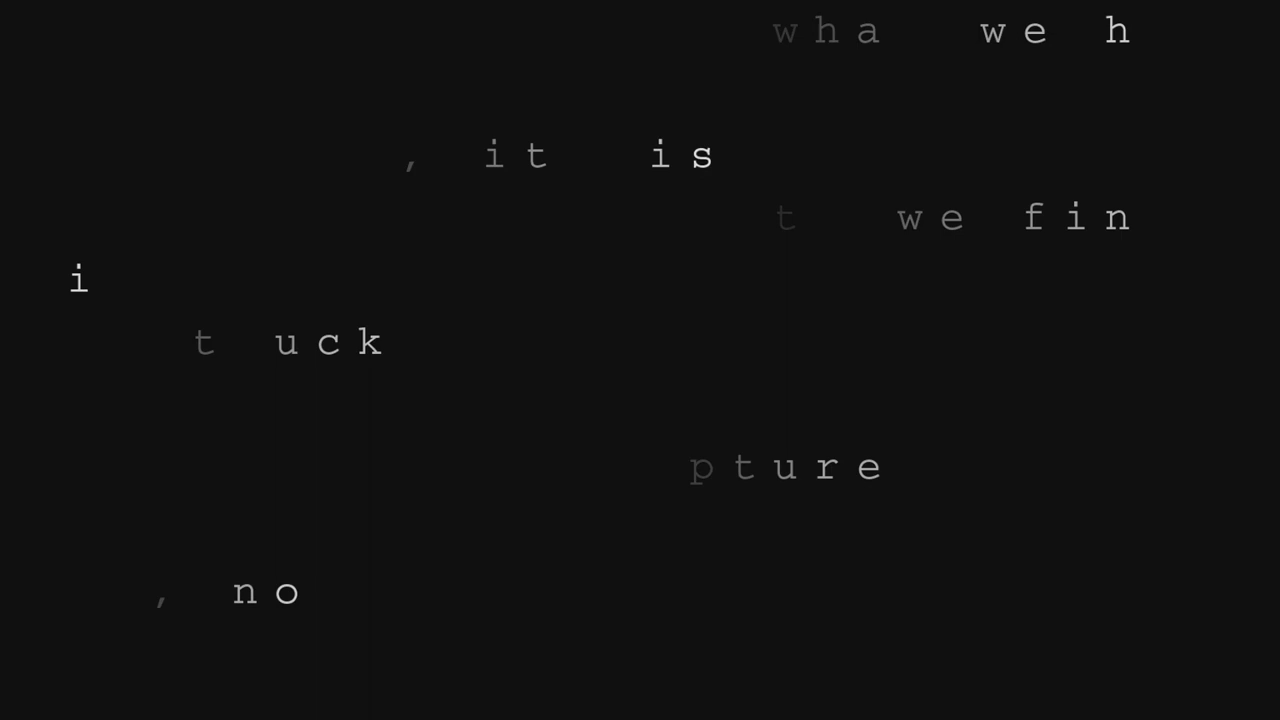 wha we h
, it is
t we fin
i
t uck
pture
, no